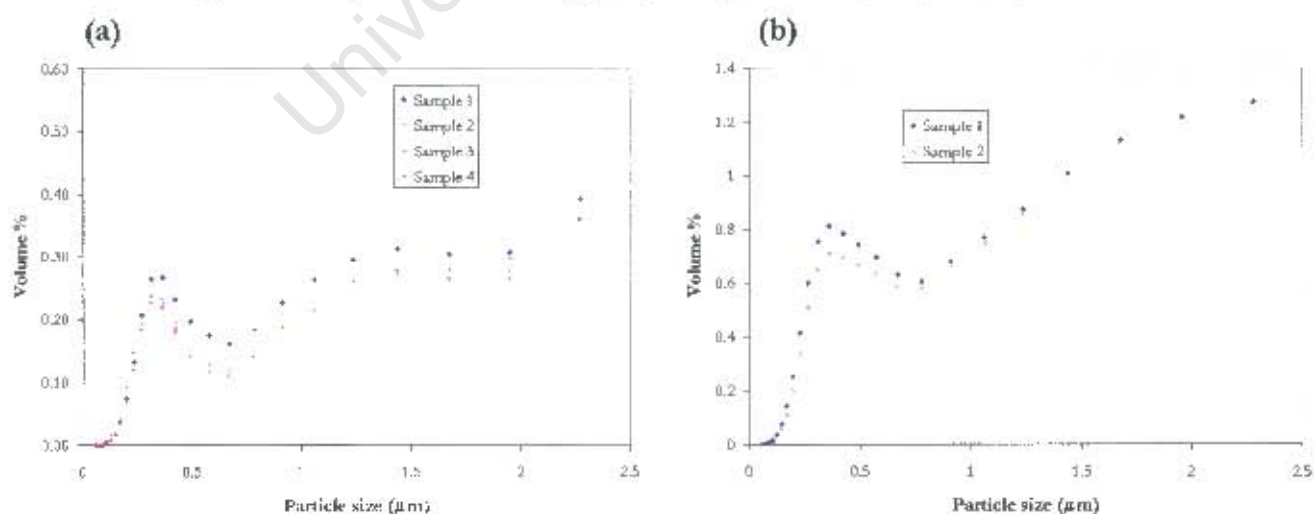 Univer
(a)
0.60
0.50
0.40
0.30
0.20
0.10
0.00
Volume %
Sample 1
Sample 2
Sample 3
Sample 4
0
0.5
1
1.5
2
2.5
Particle size (μm)
(b)
1.4
1.2
1
0.8
0.6
0.4
0.2
0
Volume %
Sample 1
Sample 2
0
0.5
1
1.5
2
2.5
Particle size (μm)